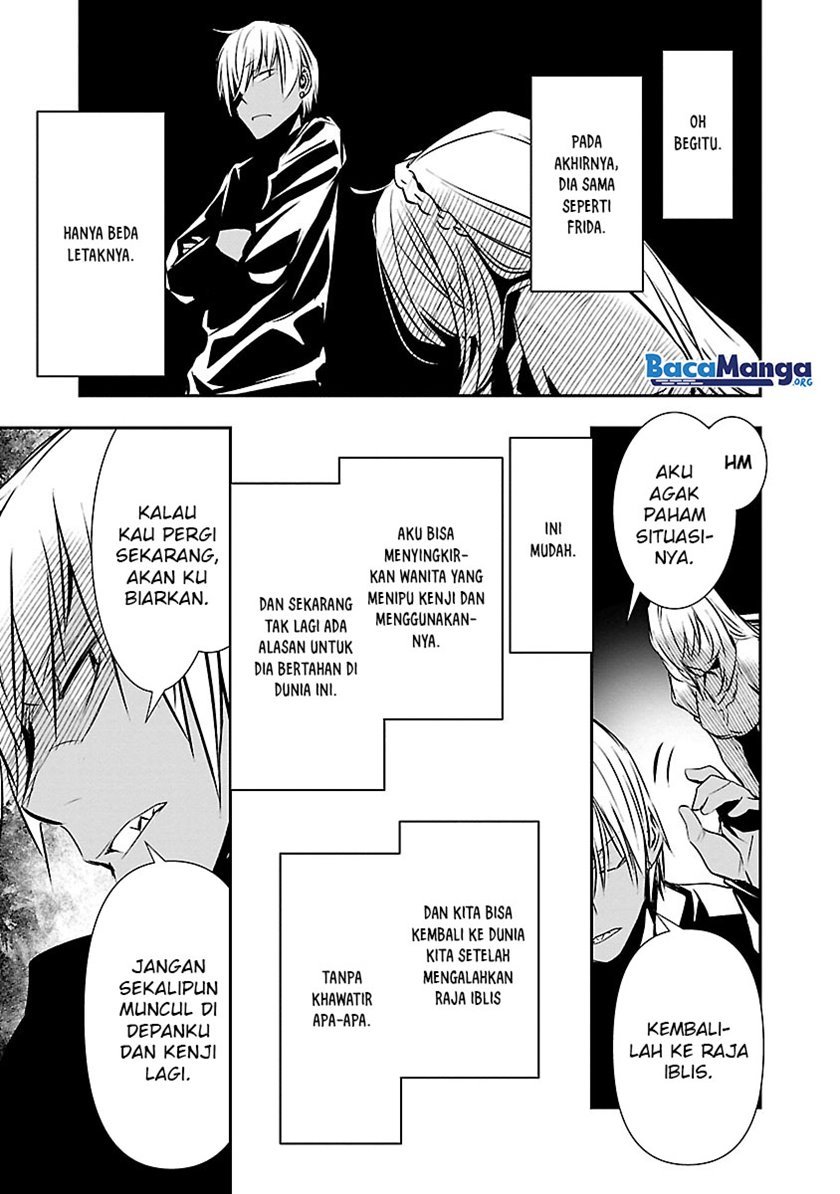 OH
BEGITU.
PADA
AKHIRNYA,
DIA SAMA
SEPERTI
FRIDA.
HANYA BEDA
LETAKNYA.
BacaManga
.ORG
HM
AKU
AGAK
PAHAM
SITUASI-
NYA.
KEMBALI-
LAH KE RAJA
IBLIS.
INI
MUDAH.
AKU BISA
MENYINGKIR-
KAN WANITA YANG
MENIPU KENJI DAN
MENGGUNAKAN-
NYA.
DAN SEKARANG
TAK LAGI ADA
ALASAN UNTUK
DIA BERTAHAN DI
DUNIA INI.
DAN KITA BISA
KEMBALI KE DUNIA
KITA SETELAH
MENGALAHKAN
RAJA IBLIS
TANPA
KHAWATIR
APA-APA.
KALAU
KAU PERGI
SEKARANG,
AKAN KU
BIARKAN.
JANGAN
SEKALIPUN
MUNCUL DI
DEPANKU
DAN KENJI
LAGI.